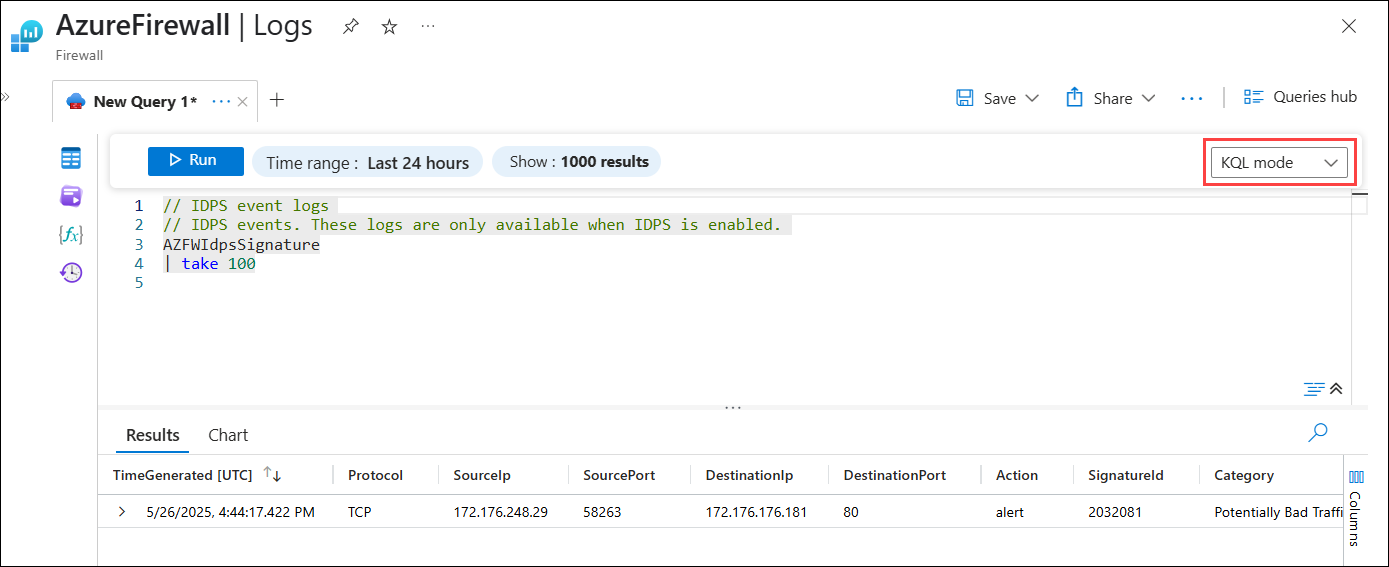 AzureFirewall | Logs
Firewall
New Query 1*
Save
Share
Queries hub
Run
Time range : Last 24 hours
Show : 1000 results
KQL mode
1 // IDPS event logs
2 // IDPS events. These logs are only available when IDPS is enabled.
3 AZFWIdpsSignature
4 | take 100
5
Results Chart
TimeGenerated [UTC] Protocol SourceIp SourcePort DestinationIp DestinationPort Action SignatureId Category
5/26/2025, 4:44:17.422 PM TCP 172.176.248.29 58263 172.176.176.181 80 alert 2032081 Potentially Bad Traffi
Columns